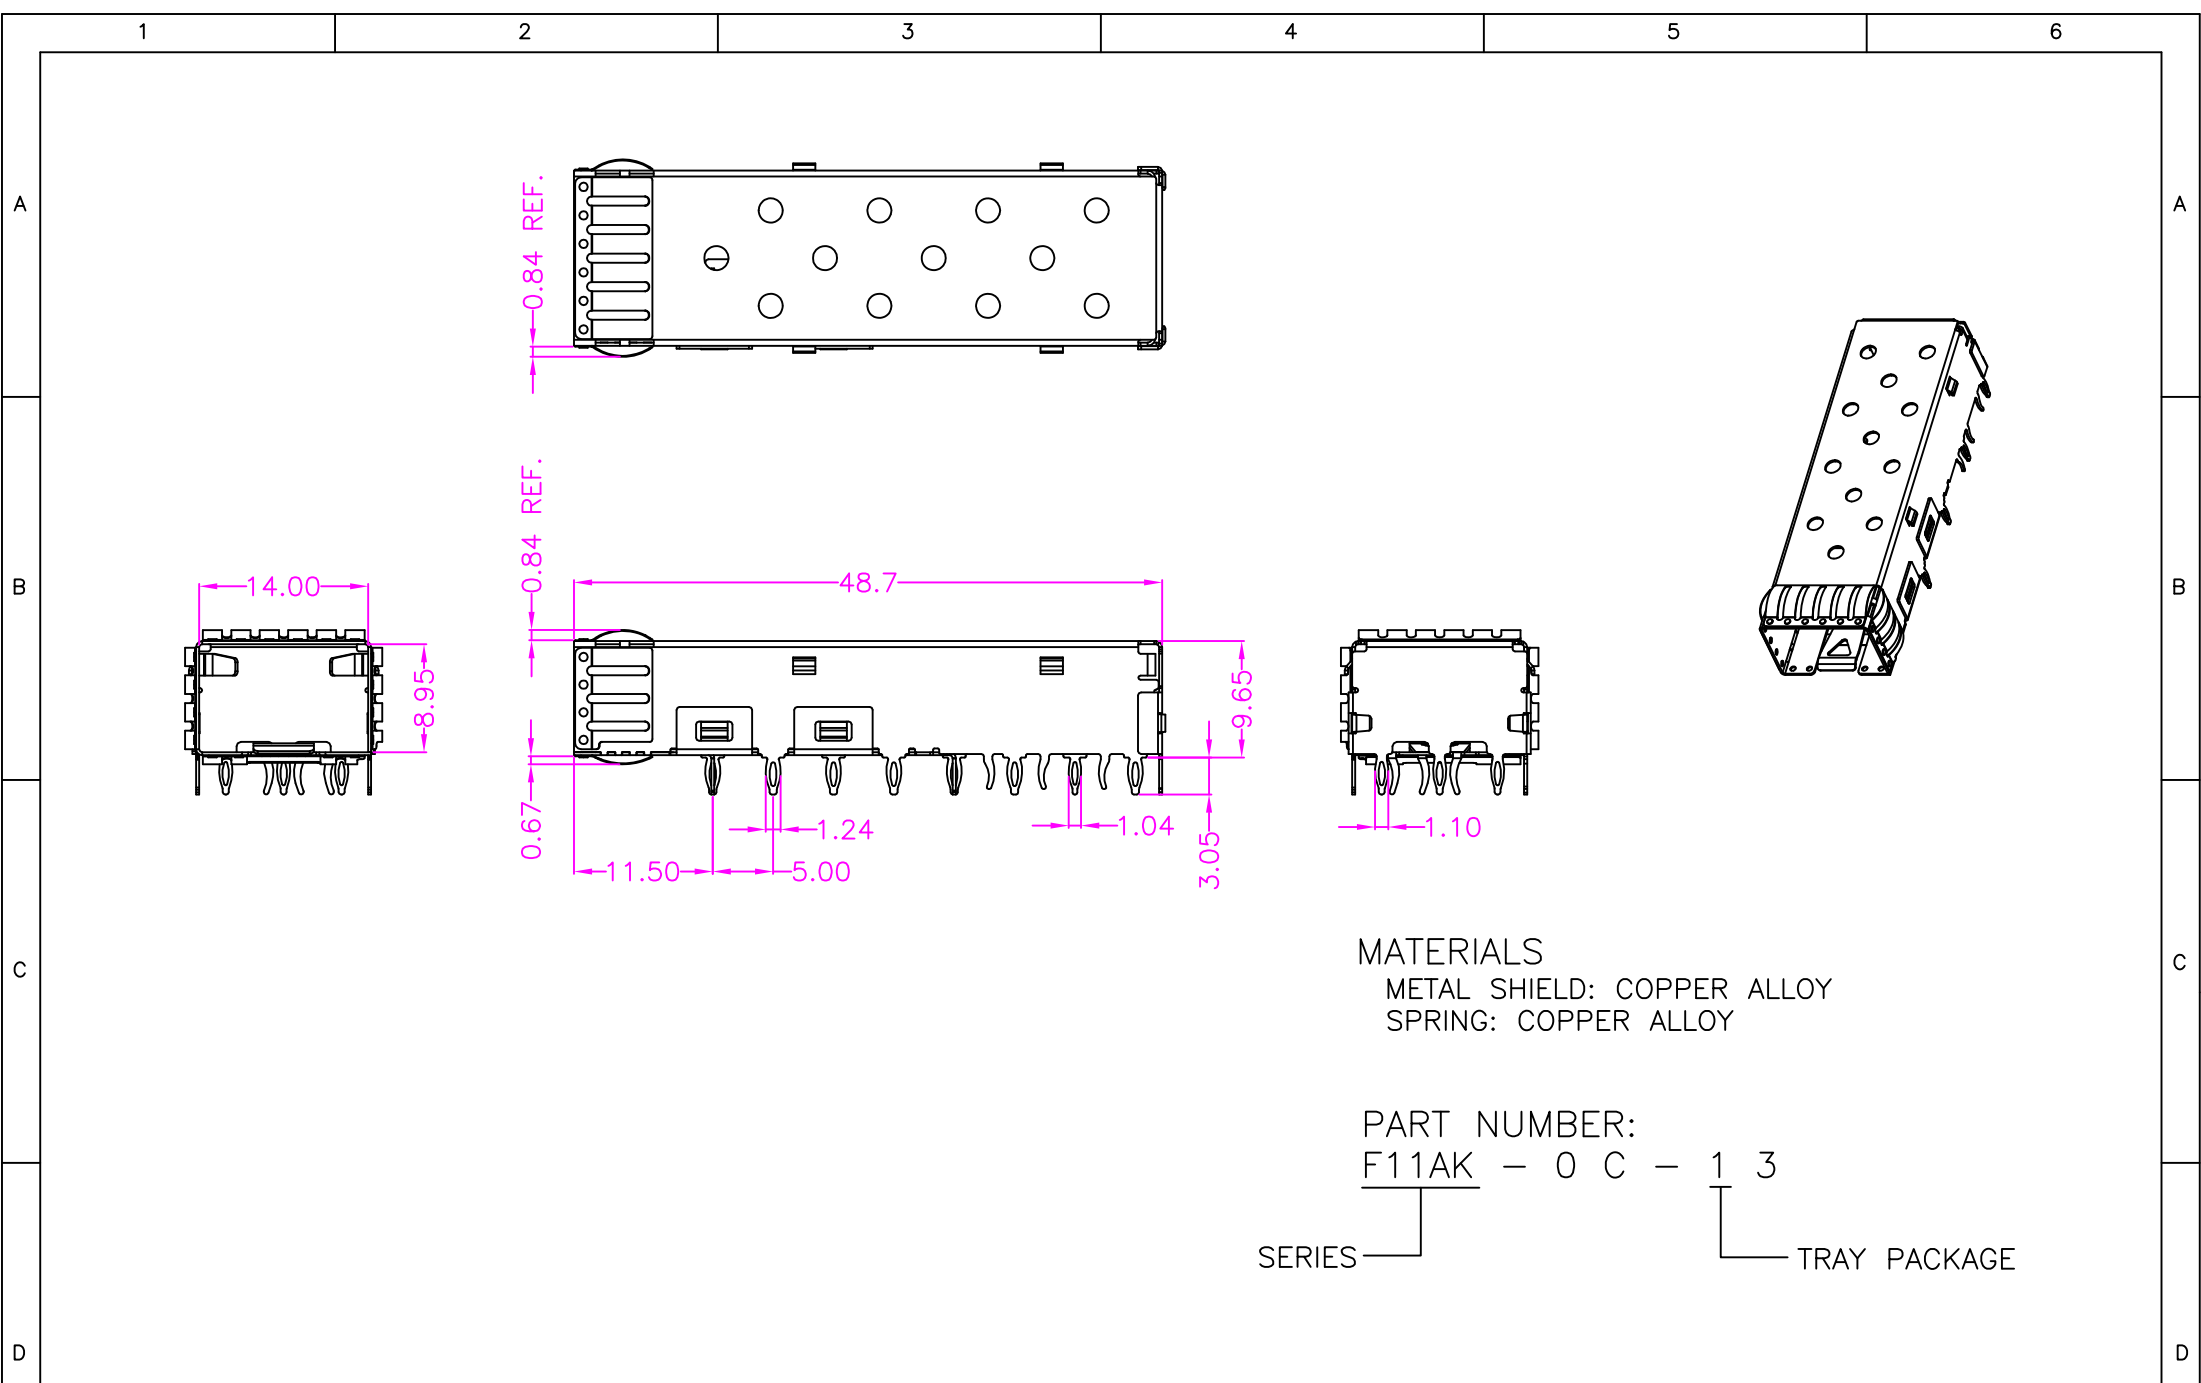 1 2 3 4 5 6
A A
0.84 REF.
0.84 REF.
B B
14.00
48.7
8.95
9.65
0.67
1.24
1.04
3.05
1.10
11.50
5.00
C C
MATERIALS
METAL SHIELD: COPPER ALLOY
SPRING: COPPER ALLOY
PART NUMBER:
F11AK - 0 C - 1 3
SERIES
TRAY PACKAGE
D D